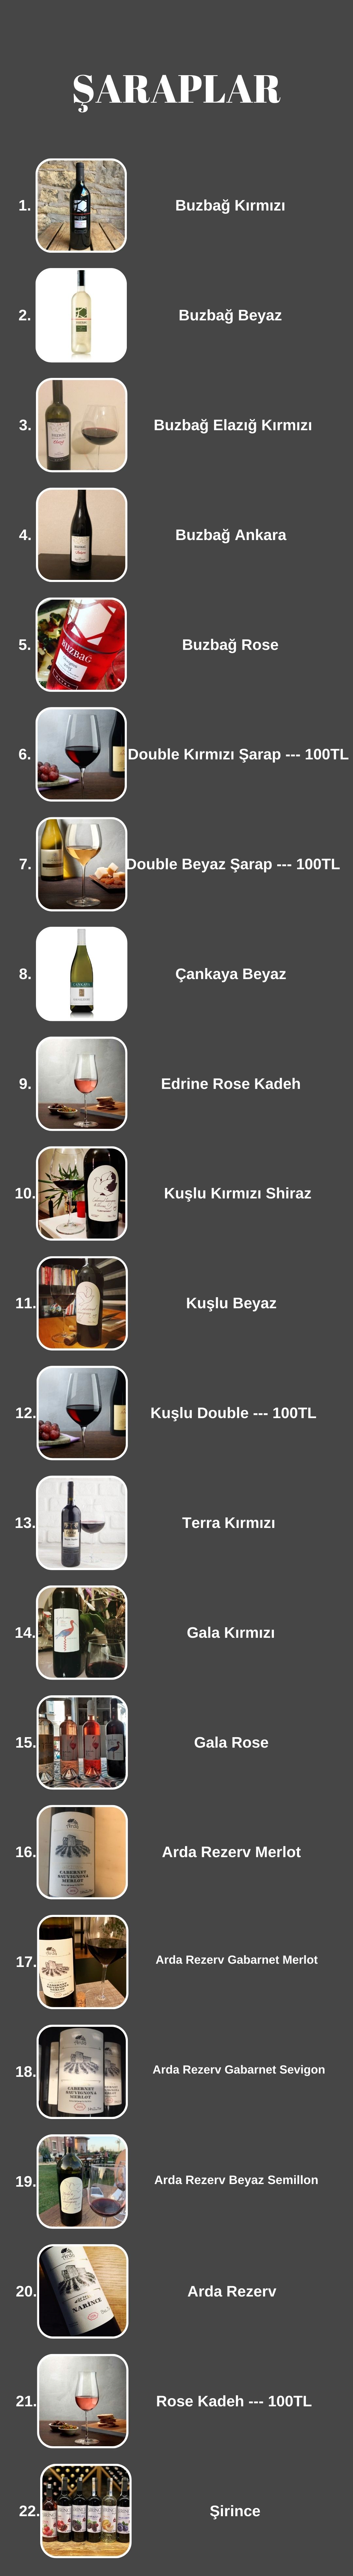 ŞARAPLAR
1. Buzbağ Kırmızı
2. Buzbağ Beyaz
3. Buzbağ Elazığ Kırmızı
4. Buzbağ Ankara
5. Buzbağ Rose
6. Double Kırmızı Şarap --- 100TL
7. Double Beyaz Şarap --- 100TL
8. Çankaya Beyaz
9. Edrine Rose Kadeh
10. Kuşlu Kırmızı Shiraz
11. Kuşlu Beyaz
12. Kuşlu Double --- 100TL
13. Terra Kırmızı
14. Gala Kırmızı
15. Gala Rose
16. Arda Rezerv Merlot
17. Arda Rezerv Gabarnet Merlot
18. Arda Rezerv Gabarnet Sevigon
19. Arda Rezerv Beyaz Semillon
20. Arda Rezerv
21. Rose Kadeh --- 100TL
22. Şirince